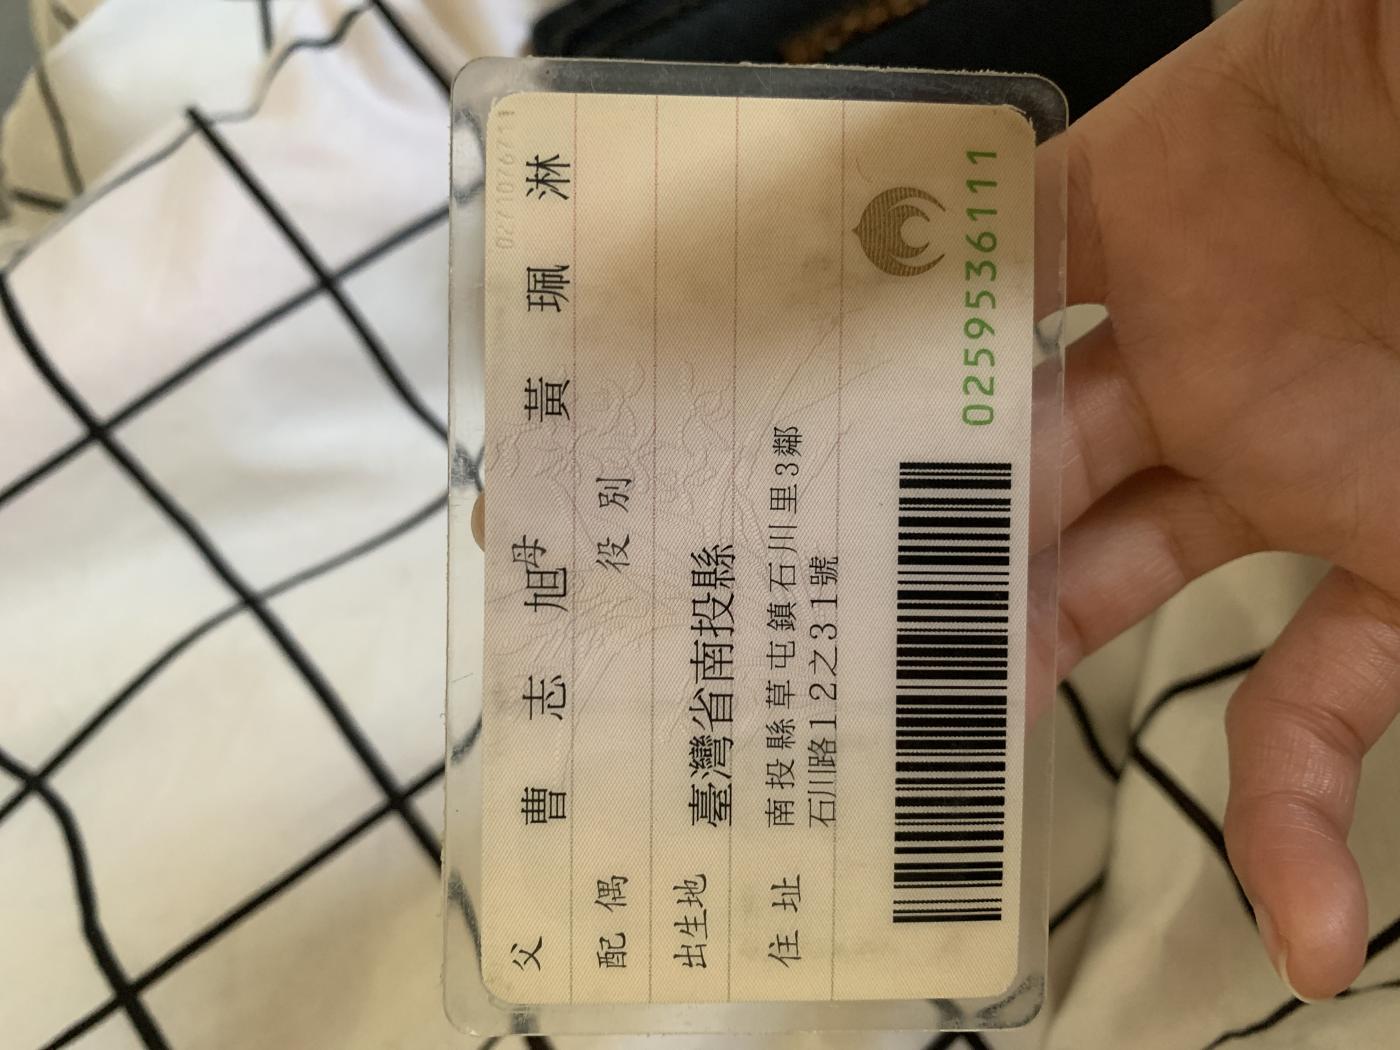 0271076711
父 曹志旭 母 黃珮淋
配偶 役別
出生地 臺灣省南投縣
住址 南投縣草屯鎮石川里3鄰
石川路12之31號
0259536111